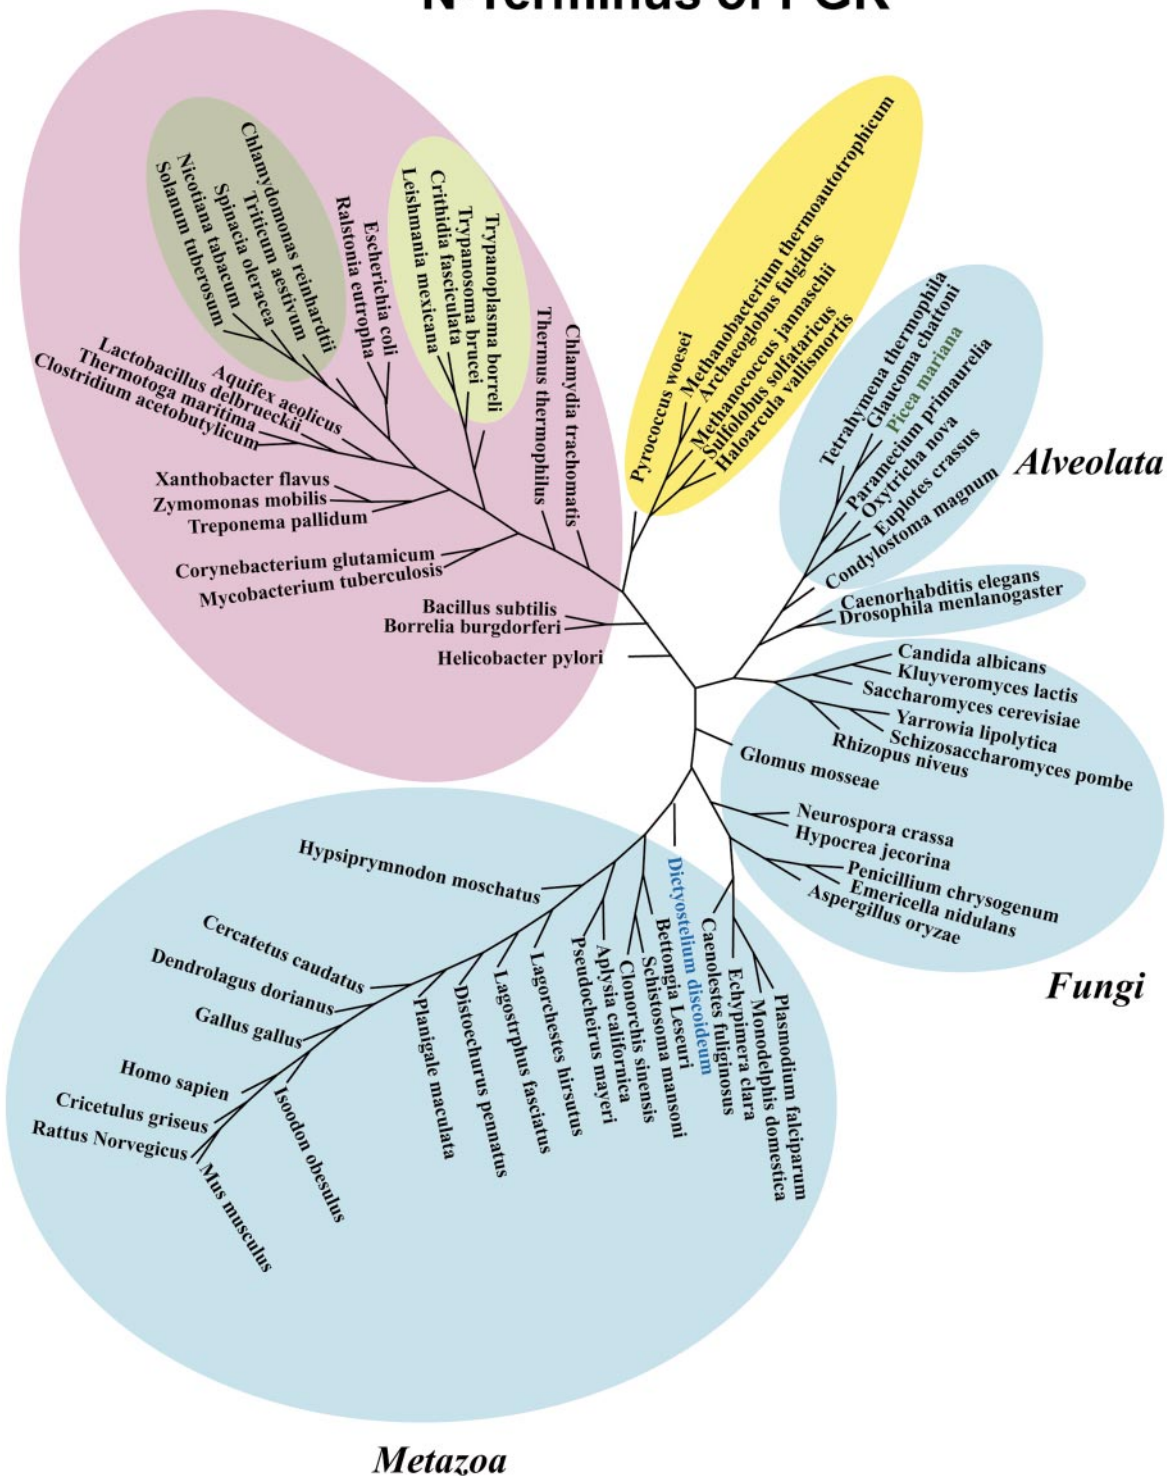 N-Terminus of PGK
Chlamydomonas reinhardtii
Triticum aestivum
Spinacia oleracea
Nicotiana tabacum
Solanum tuberosum
Ralstonia eutropha
Escherichia coli
Leishmania mexicana
Crithidia fasciculata
Trypanosoma brucei
Trypanoplasma borreli
Thermus thermophilus
Chlamydia trachomatis
Aquifex aeolicus
Lactobacillus delbrueckii
Thermotoga maritima
Clostridium acetobutylicum
Xanthobacter flavus
Zymomonas mobilis
Treponema pallidum
Corynebacterium glutamicum
Mycobacterium tuberculosis
Bacillus subtilis
Borrelia burgdorferi
Helicobacter pylori
Pyrococcus woesei
Methanobacterium thermoautotrophicum
Archaeoglobus fulgidus
Methanococcus jannaschii
Sulfolobus solfataricus
Haloarcula vallismortis
Tetrahymena thermophila
Glaucoma chattoni
Picea mariana
Paramecium primaurelia
Oxytricha nova
Euplotes crassus
Condylostoma magnum
Alveolata
Caenorhabditis elegans
Drosophila menlanogaster
Candida albicans
Kluyveromyces lactis
Saccharomyces cerevisiae
Yarrowia lipolytica
Schizosaccharomyces pombe
Rhizopus niveus
Glomus mosseae
Neurospora crassa
Hypocrea jecorina
Penicillium chrysogenum
Emericella nidulans
Aspergillus oryzae
Fungi
Hypsiprymnodon moschatus
Cercatetus caudatus
Dendrolagus dorianus
Gallus gallus
Homo sapien
Cricetulus griseus
Rattus Norvegicus
Mus musculus
Isoodon obesulus
Planigale maculata
Distoechurus pennatus
Lagostrphus fasciatus
Lagorchestes hirsutus
Pseudocheirus mayeri
Aplysia californica
Clonorchis sinensis
Schistosoma mansoni
Bettongia Leseuri
Dictyostelium discoideum
Caenolestes fuliginosus
Echypimera clara
Monodelphis domestica
Plasmodium falciparum
Metazoa